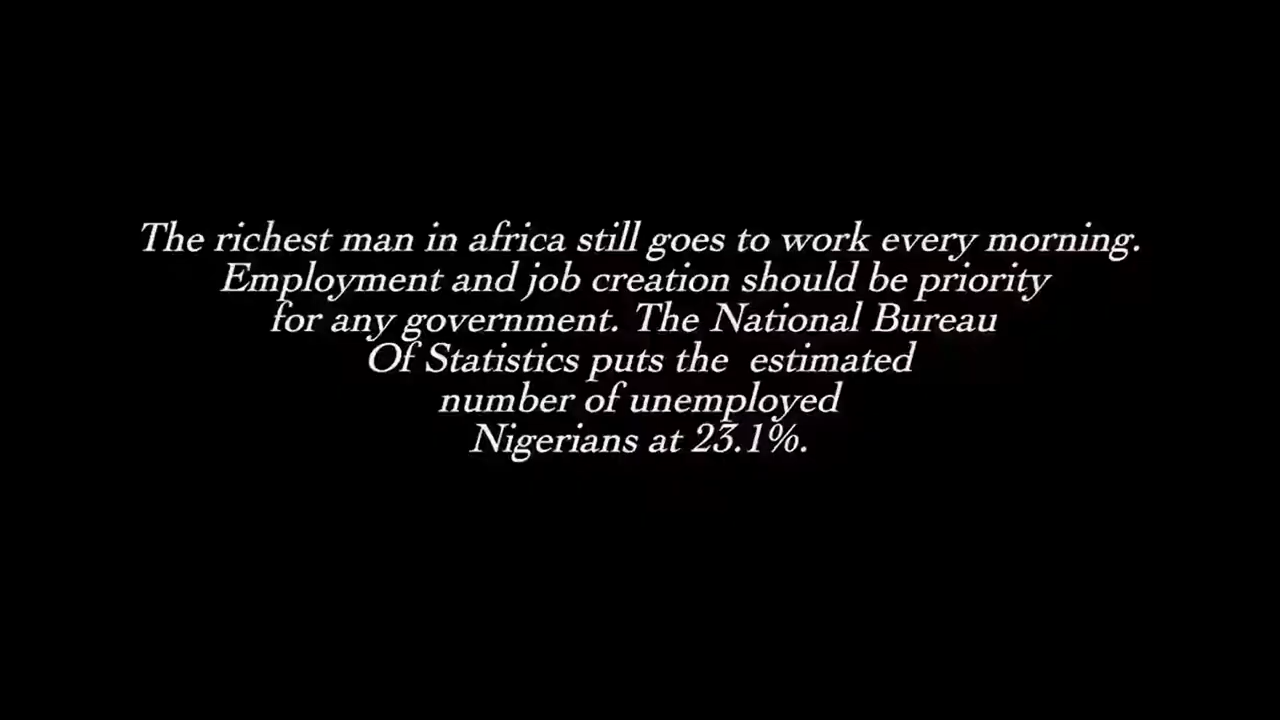 The richest man in africa still goes to work every morning.
Employment and job creation should be priority
for any government. The National Bureau
Of Statistics puts the  estimated
number of unemployed
Nigerians at 23.1%.